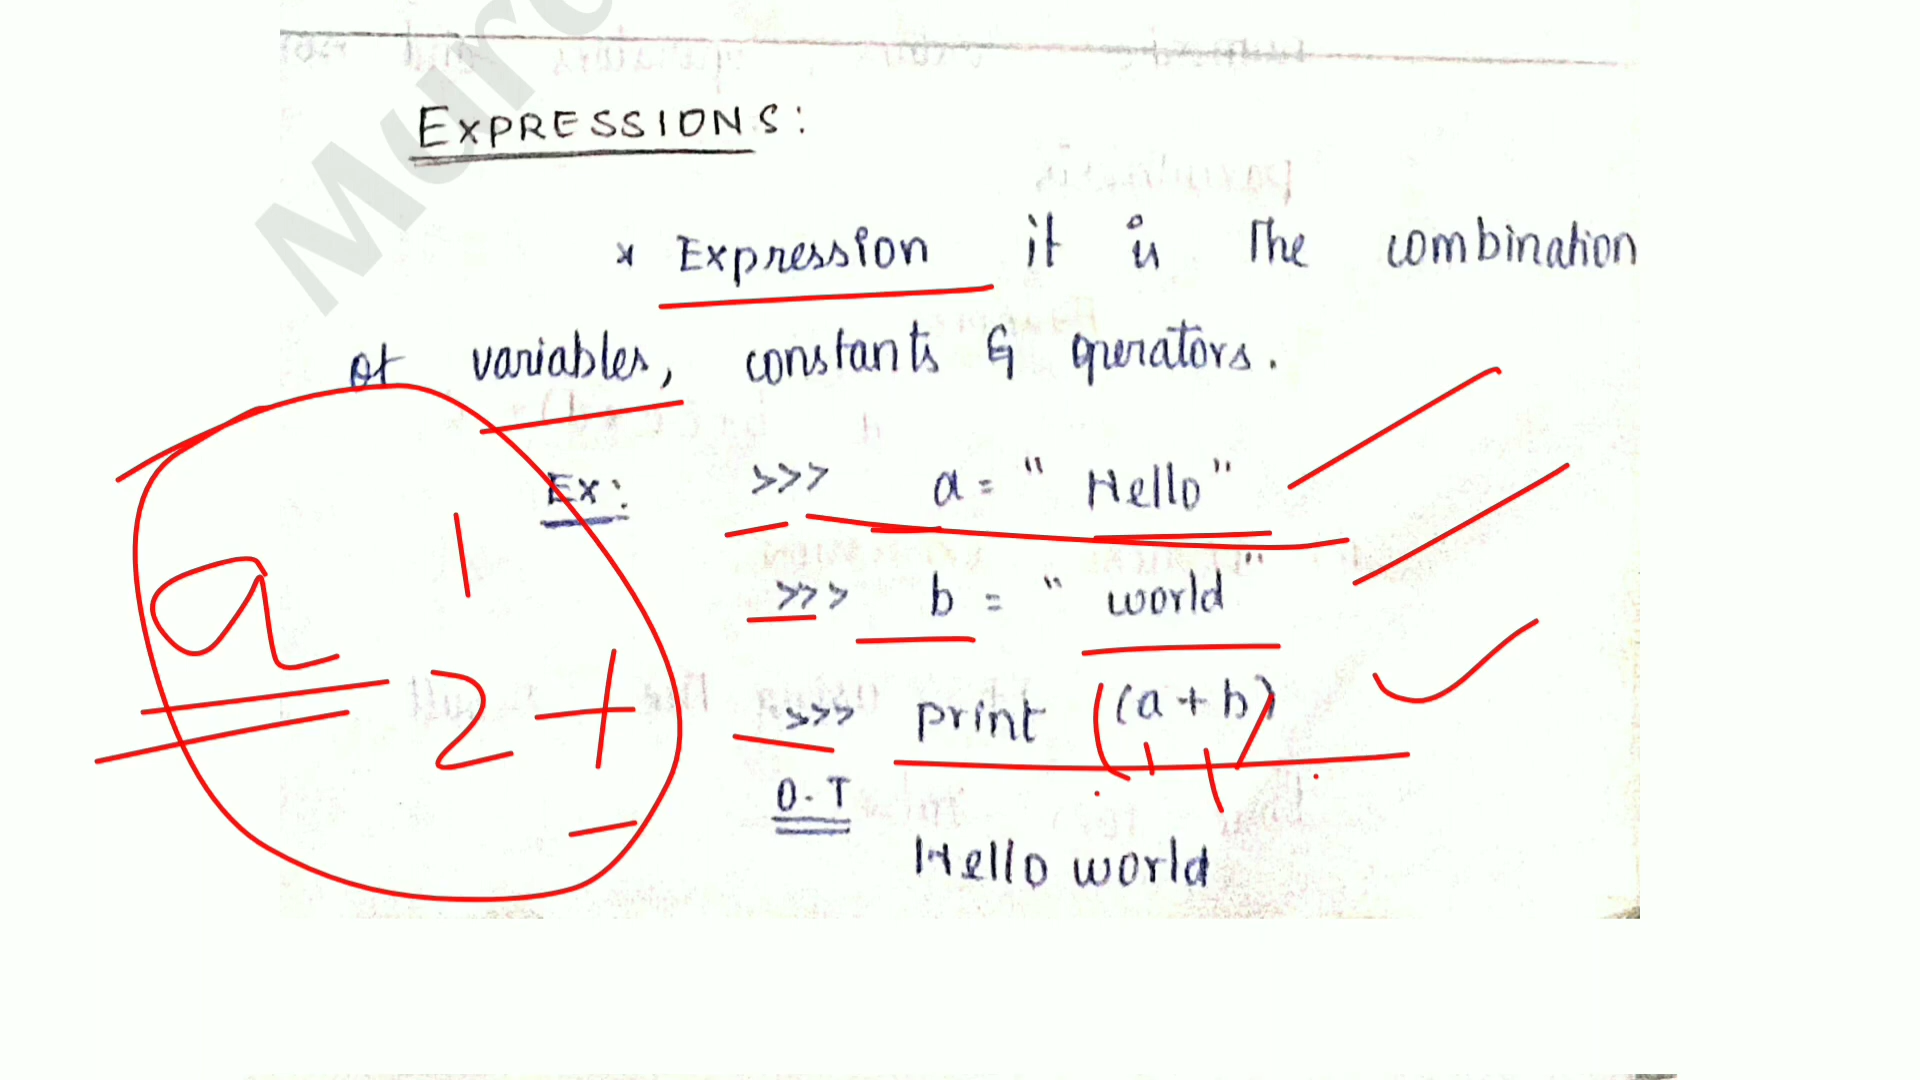 EXPRESSIONS:
* Expression it is The combination
of variables, constants & operators.
Ex: >>> a = " Hello"
>>> b = " world"
>>> print (a + b)
O.T
Hello world
a 1
2 +